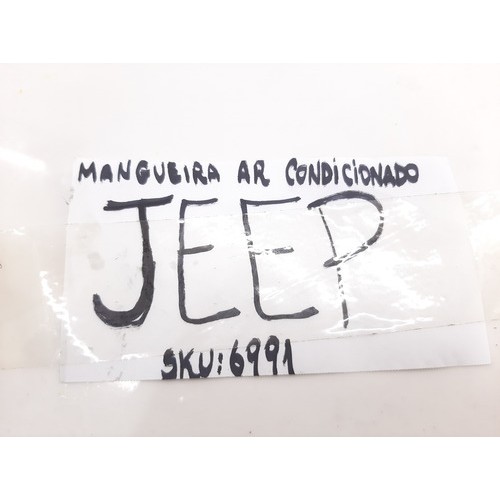 MANGUEIRA AR CONDICIONADO
JEEP
SKU:6991